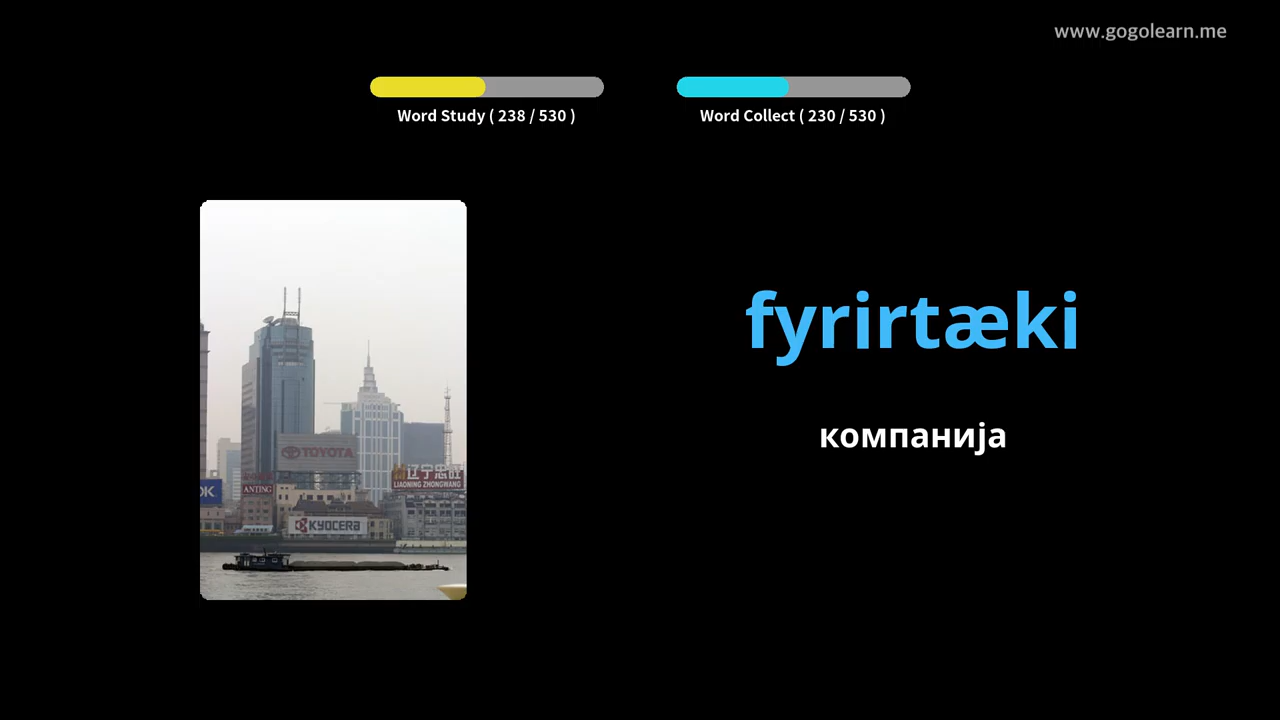 www.gogolearn.me
Word Study ( 238 / 530 )
Word Collect ( 230 / 530 )
fyrirtæki
компанија
TOYOTA
辽宁忠旺
LIAONING ZHONGWANG
ANTING
KYOCERA